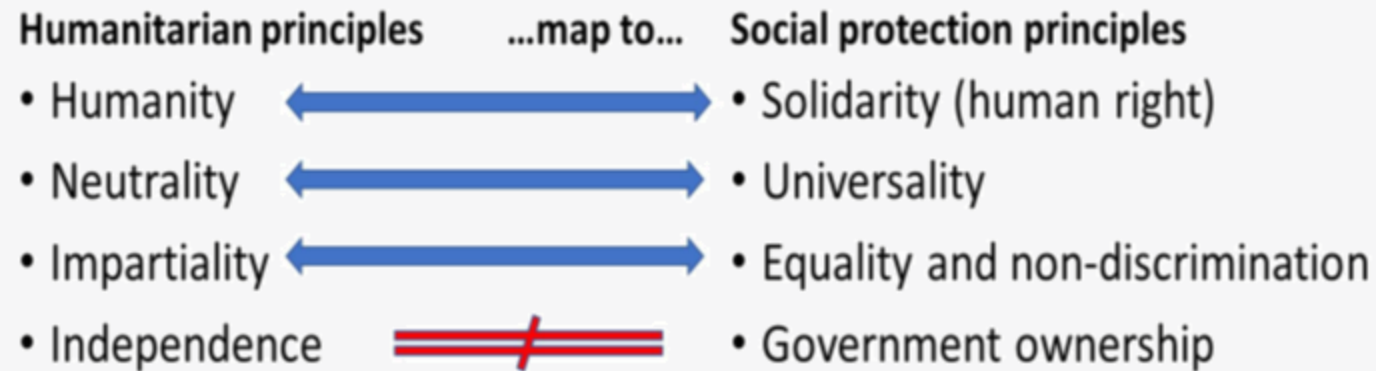 Humanitarian principles ...map to... Social protection principles
• Humanity • Solidarity (human right)
• Neutrality • Universality
• Impartiality • Equality and non-discrimination
• Independence • Government ownership